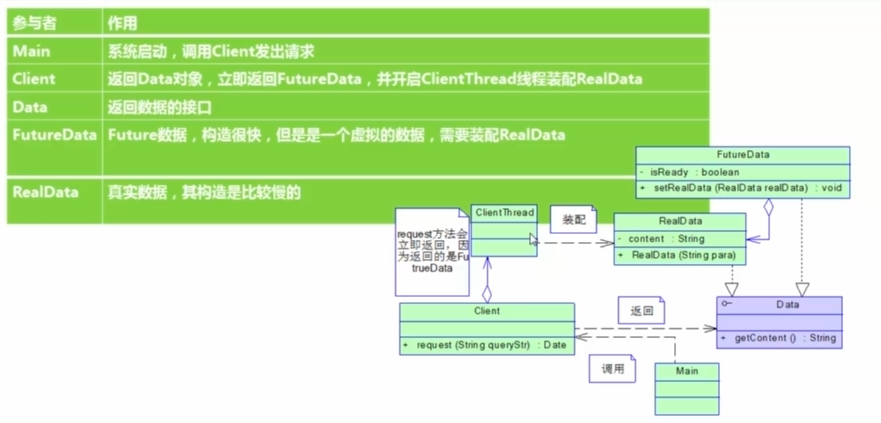 参与者 作用
Main 系统启动，调用Client发出请求
Client 返回Data对象，立即返回FutureData，并开启ClientThread线程装配RealData
Data 返回数据的接口
FutureData Future数据，构造很快，但是是一个虚拟的数据，需要装配RealData
RealData 真实数据，其构造是比较慢的
FutureData
- isReady : boolean
+ setRealData (RealData realData) : void
ClientThread
装配
RealData
- content : String
+ RealData (String para)
request方法会
立即返回，因
为返回的是Fu
trueData
Client
+ request (String queryStr) : Date
返回
Data
+ getContent () : String
调用
Main